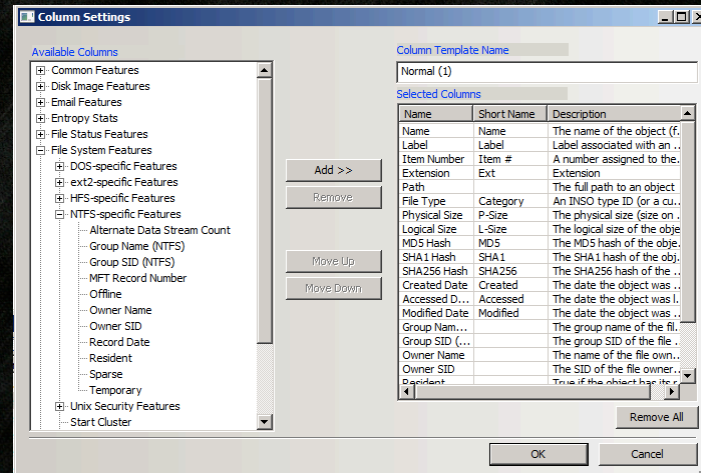 Column Settings
Available Columns
Common Features
Disk Image Features
Email Features
Entropy Stats
File Status Features
File System Features
DOS-specific Features
ext2-specific Features
HFS-specific Features
NTFS-specific Features
Alternate Data Stream Count
Group Name (NTFS)
Group SID (NTFS)
MFT Record Number
Offline
Owner Name
Owner SID
Record Date
Resident
Sparse
Temporary
Unix Security Features
Start Cluster
Add >>
Remove
Move Up
Move Down
Column Template Name
Normal (1)
Selected Columns
Name Short Name Description
Name Name The name of the object (f.
Label Label Label associated with an ..
Item Number Item # A number assigned to the.
Extension Ext Extension
Path The full path to an object
File Type Category An INSO type ID (or a cu.
Physical Size P-Size The physical size (size on .
Logical Size L-Size The logical size of the obje
MD5 Hash MD5 The MD5 hash of the obje.
SHA1 Hash SHA1 The SHA1 hash of the obj.
SHA256 Hash SHA256 The SHA256 hash of the ..
Created Date Created The date the object was ..
Accessed D... Accessed The date the object was l.
Modified Date Modified The date the object was ..
Group Nam... The group name of the fil.
Group SID (... The group SID of the file .
Owner Name The name of the file own..
Owner SID The SID of the file owner..
Resident True if the object has its r
Remove All
OK Cancel